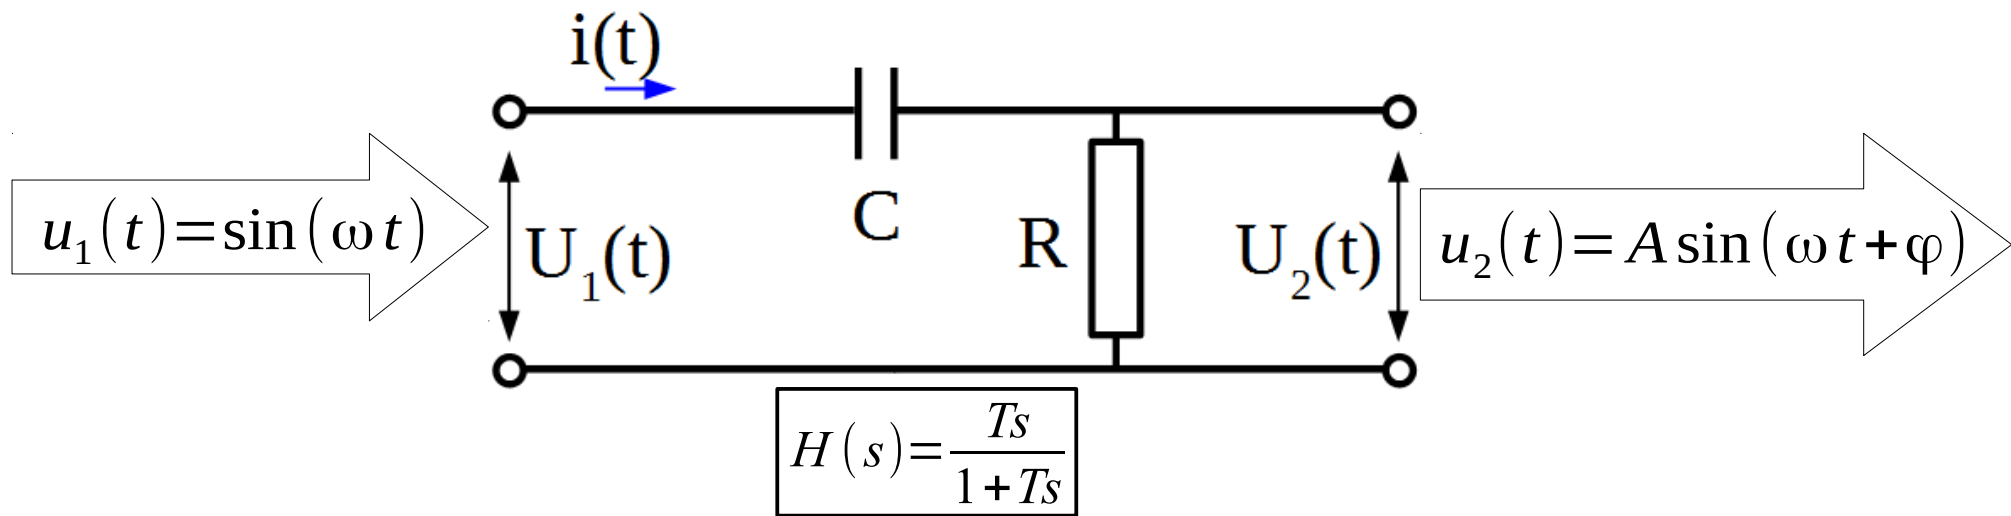 i(t)
C
R
u₁(t)=sin(ωt)
U₁(t)
U₂(t)
u₂(t)=A sin(ωt+φ)
H(s)=Ts/(1+Ts)